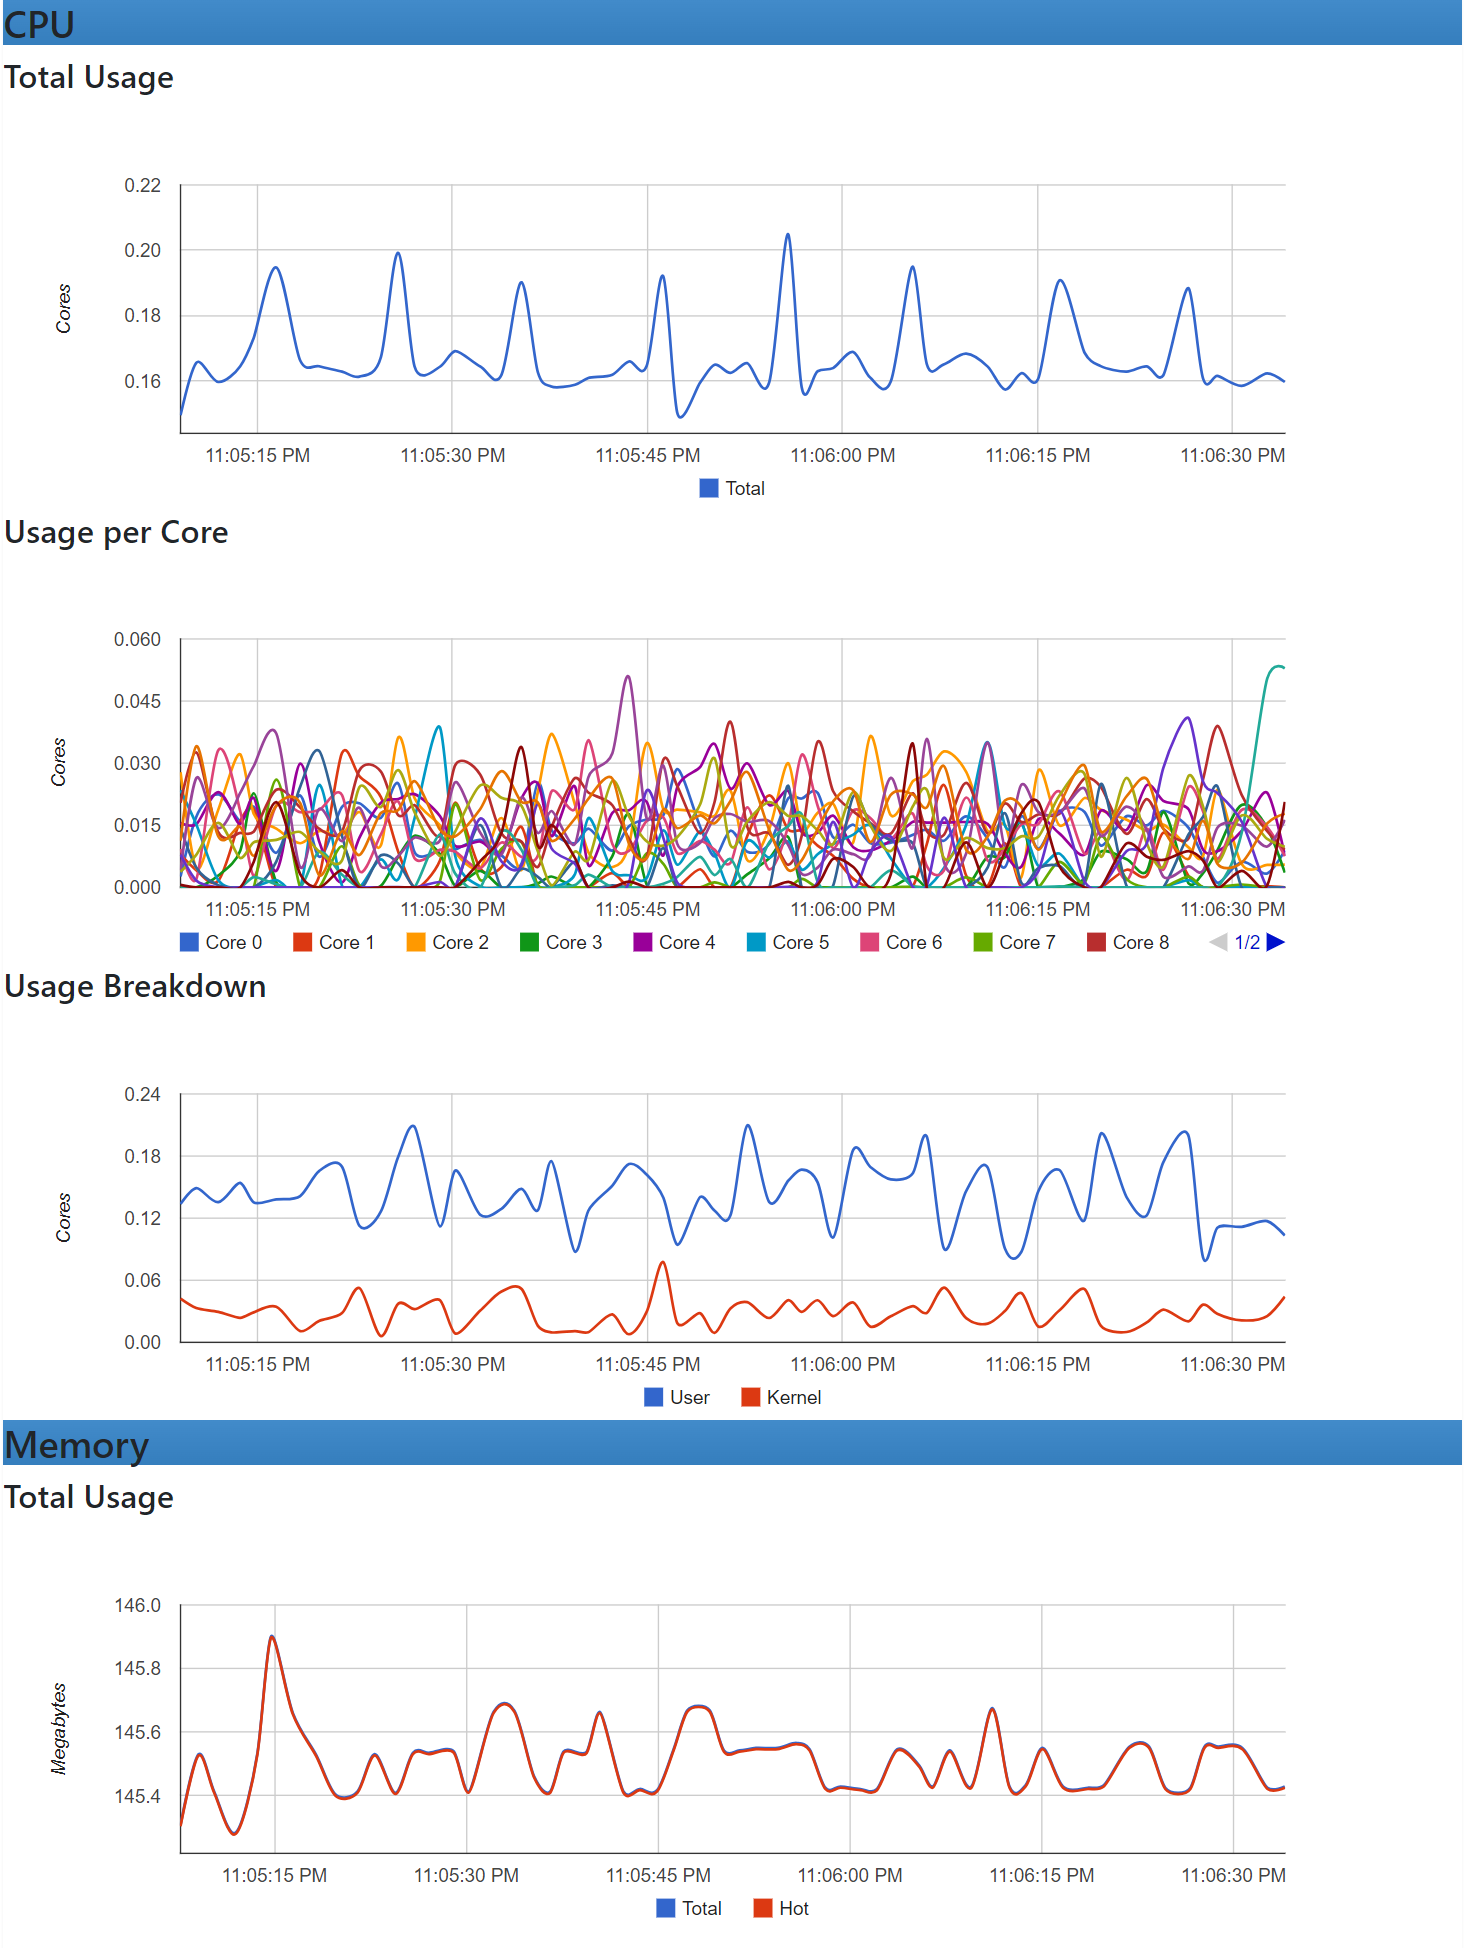 CPU
Total Usage
0.22
0.20
0.18
0.16
Cores
11:05:15 PM 11:05:30 PM 11:05:45 PM 11:06:00 PM 11:06:15 PM 11:06:30 PM
Total
Usage per Core
0.060
0.045
0.030
0.015
0.000
Cores
11:05:15 PM 11:05:30 PM 11:05:45 PM 11:06:00 PM 11:06:15 PM 11:06:30 PM
Core 0 Core 1 Core 2 Core 3 Core 4 Core 5 Core 6 Core 7 Core 8 1/2
Usage Breakdown
0.24
0.18
0.12
0.06
0.00
Cores
11:05:15 PM 11:05:30 PM 11:05:45 PM 11:06:00 PM 11:06:15 PM 11:06:30 PM
User Kernel
Memory
Total Usage
146.0
145.8
145.6
145.4
Megabytes
11:05:15 PM 11:05:30 PM 11:05:45 PM 11:06:00 PM 11:06:15 PM 11:06:30 PM
Total Hot